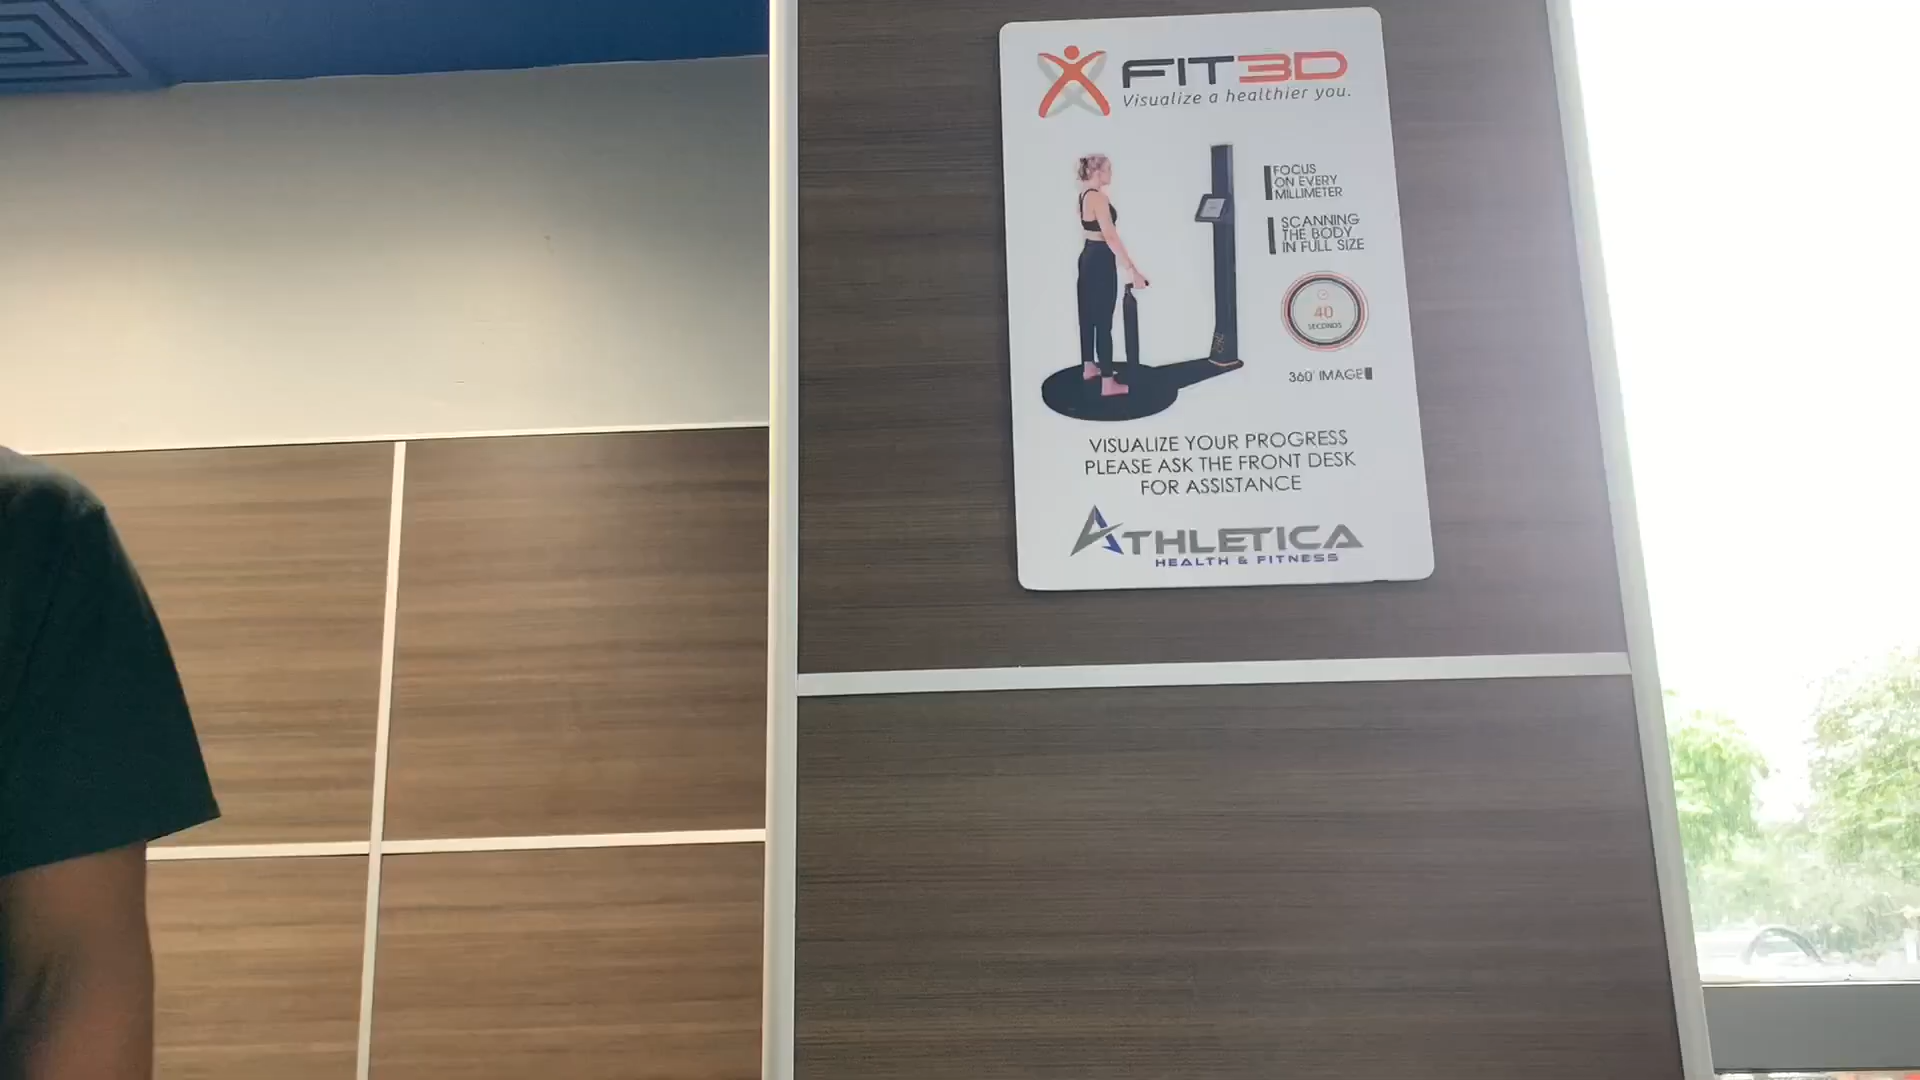 FIT3D
Visualize a healthier you.
FOCUS
ON EVERY
MILLIMETER
SCANNING
THE BODY
IN FULL SIZE
40
SECONDS
360° IMAGE
VISUALIZE YOUR PROGRESS
PLEASE ASK THE FRONT DESK
FOR ASSISTANCE
ATHLETICA
HEALTH & FITNESS